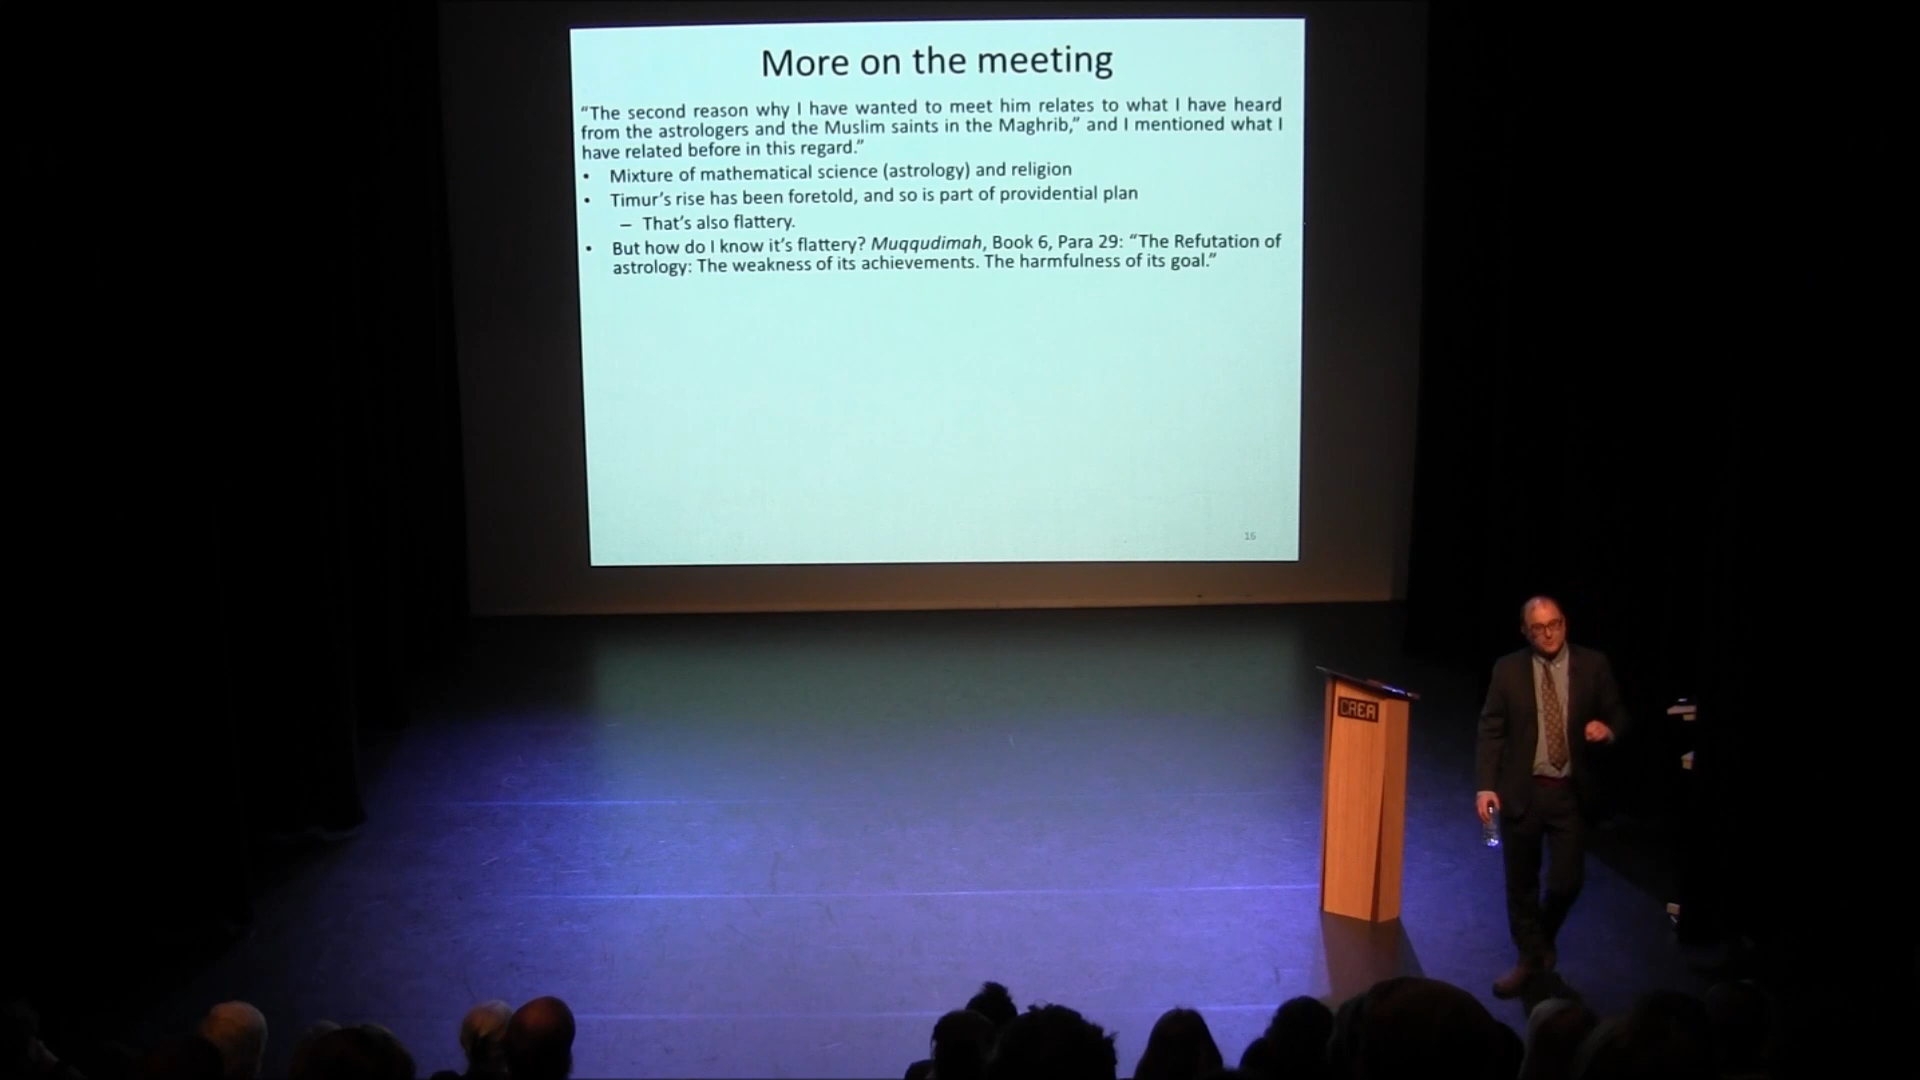 More on the meeting
“The second reason why I have wanted to meet him relates to what I have heard
from the astrologers and the Muslim saints in the Maghrib,” and I mentioned what I
have related before in this regard.”
• Mixture of mathematical science (astrology) and religion
• Timur’s rise has been foretold, and so is part of providential plan
– That’s also flattery.
• But how do I know it’s flattery? Muqqudimah, Book 6, Para 29: “The Refutation of
astrology: The weakness of its achievements. The harmfulness of its goal.”
16
CREA